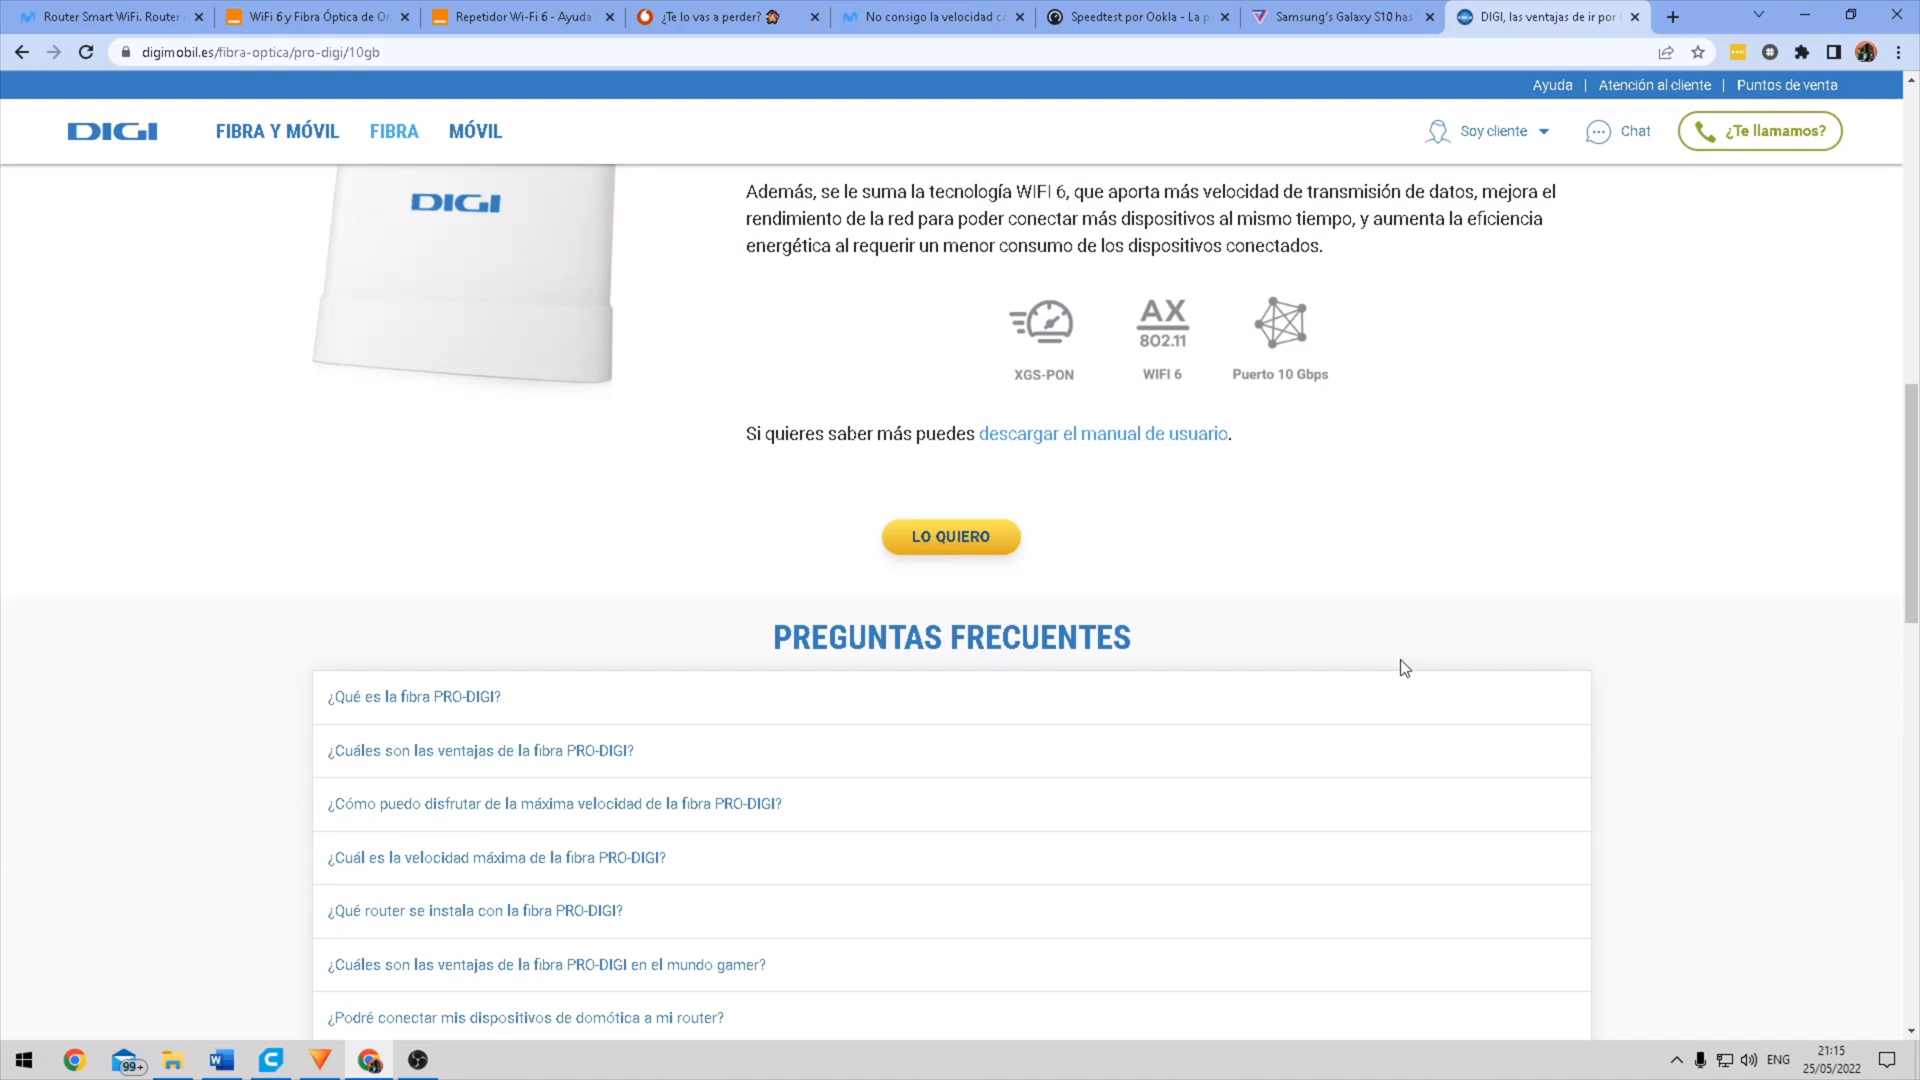 Router Smart WiFi. Router
WiFi 6 y Fibra Óptica de Or
Repetidor Wi-Fi 6 - Ayuda
¿Te lo vas a perder?
No consigo la velocidad c
Speedtest por Ookla - La p
Samsung's Galaxy S10 has
DIGI, las ventajas de ir por
digimobil.es/fibra-optica/pro-digi/10gb
Ayuda | Atención al cliente | Puntos de venta
DIGI
FIBRA Y MÓVIL
FIBRA
MÓVIL
Soy cliente
Chat
¿Te llamamos?
DIGI
Además, se le suma la tecnología WIFI 6, que aporta más velocidad de transmisión de datos, mejora el
rendimiento de la red para poder conectar más dispositivos al mismo tiempo, y aumenta la eficiencia
energética al requerir un menor consumo de los dispositivos conectados.
AX
802.11
XGS-PON
WIFI 6
Puerto 10 Gbps
Si quieres saber más puedes descargar el manual de usuario.
LO QUIERO
PREGUNTAS FRECUENTES
¿Qué es la fibra PRO-DIGI?
¿Cuáles son las ventajas de la fibra PRO-DIGI?
¿Cómo puedo disfrutar de la máxima velocidad de la fibra PRO-DIGI?
¿Cuál es la velocidad máxima de la fibra PRO-DIGI?
¿Qué router se instala con la fibra PRO-DIGI?
¿Cuáles son las ventajas de la fibra PRO-DIGI en el mundo gamer?
¿Podré conectar mis dispositivos de domótica a mi router?
99+
ENG
21:15
25/05/2022